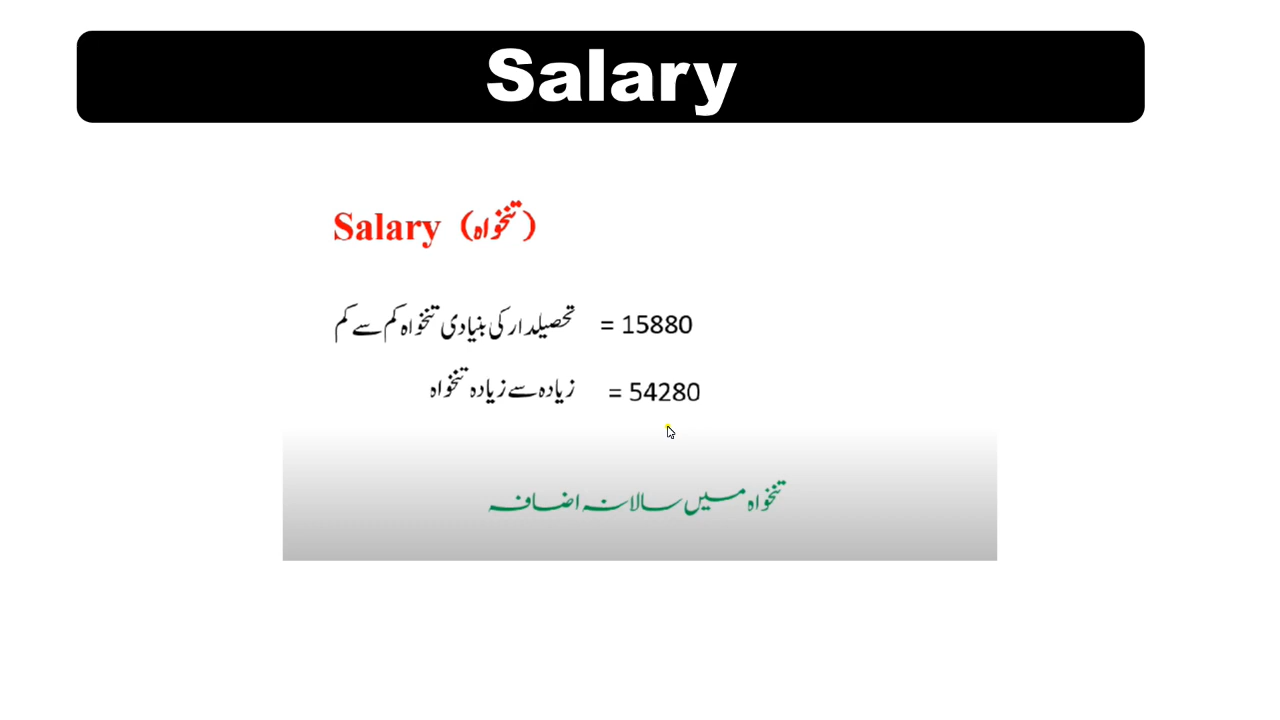 Salary
Salary (تنخواہ)
تحصیلدار کی بنیادی تنخواہ کم سے کم = 15880
زیادہ سے زیادہ تنخواہ = 54280
تنخواہ میں سالانہ اضافہ